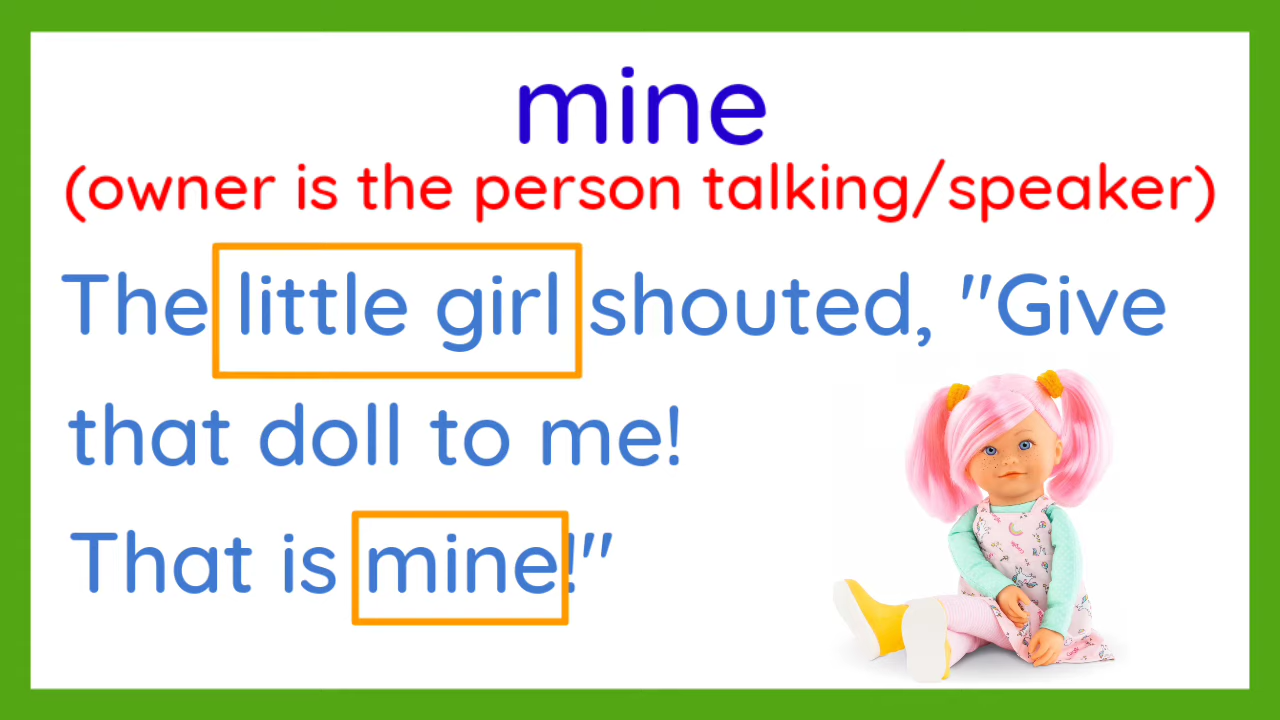 mine
(owner is the person talking/speaker)
The little girl shouted, "Give
that doll to me!
That is mine!"